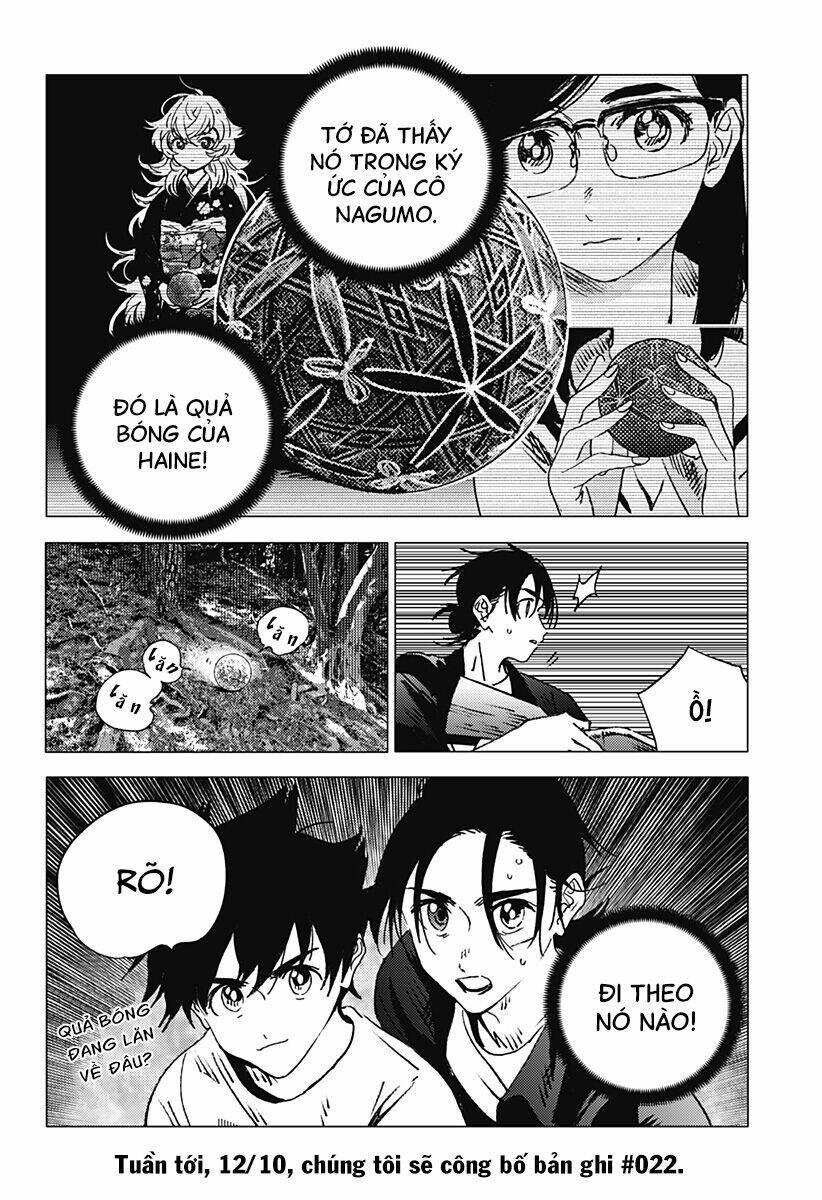 TỚ ĐÃ THẤY
NÓ TRONG KÝ
ỨC CỦA CÔ
NAGUMO.
ĐÓ LÀ QUẢ
BÓNG CỦA
HAINE!
lăn
lăn
lăn
Ồ!
RÕ!
QUẢ BÓNG
ĐANG LĂN
VỀ ĐÂU?
ĐI THEO
NÓ NÀO!
Tuần tới, 12/10, chúng tôi sẽ công bố bản ghi #022.